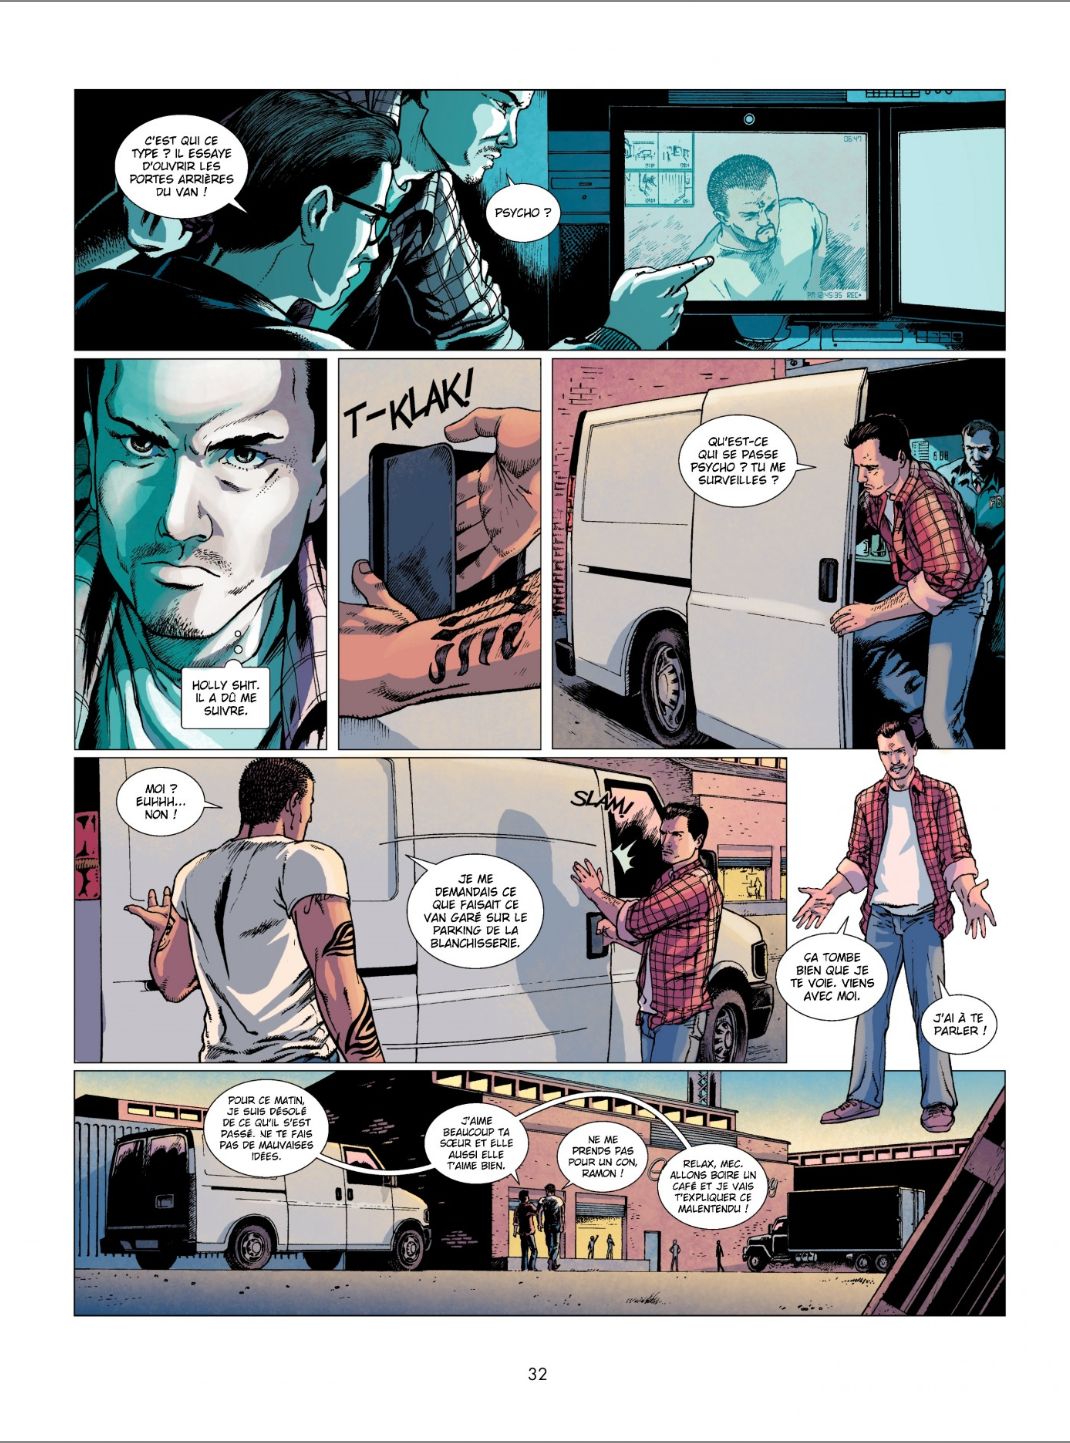 C'EST QUI CE
TYPE ? IL ESSAYE
D'OUVRIR LES
PORTES ARRIÈRES
DU VAN !
PSYCHO ?
06:47
REC•
HOLLY SHIT.
IL A DÛ ME
SUIVRE.
T-KLAK!
QU'EST-CE
QUI SE PASSE
PSYCHO ? TU ME
SURVEILLES ?
MOI ?
EUHHH...
NON !
SLAM!
JE ME
DEMANDAIS CE
QUE FAISAIT CE
VAN GARÉ SUR LE
PARKING DE LA
BLANCHISSERIE.
ÇA TOMBE
BIEN QUE JE
TE VOIE. VIENS
AVEC MOI.
J'AI À TE
PARLER !
POUR CE MATIN,
JE SUIS DÉSOLÉ
DE CE QU'IL S'EST
PASSÉ. NE TE FAIS
PAS DE MAUVAISES
IDÉES.
J'AIME
BEAUCOUP TA
SŒUR ET ELLE
AUSSI ELLE
T'AIME BIEN.
NE ME
PRENDS PAS
POUR UN CON,
RAMON !
RELAX, MEC.
ALLONS BOIRE UN
CAFÉ ET JE VAIS
T'EXPLIQUER CE
MALENTENDU !
32